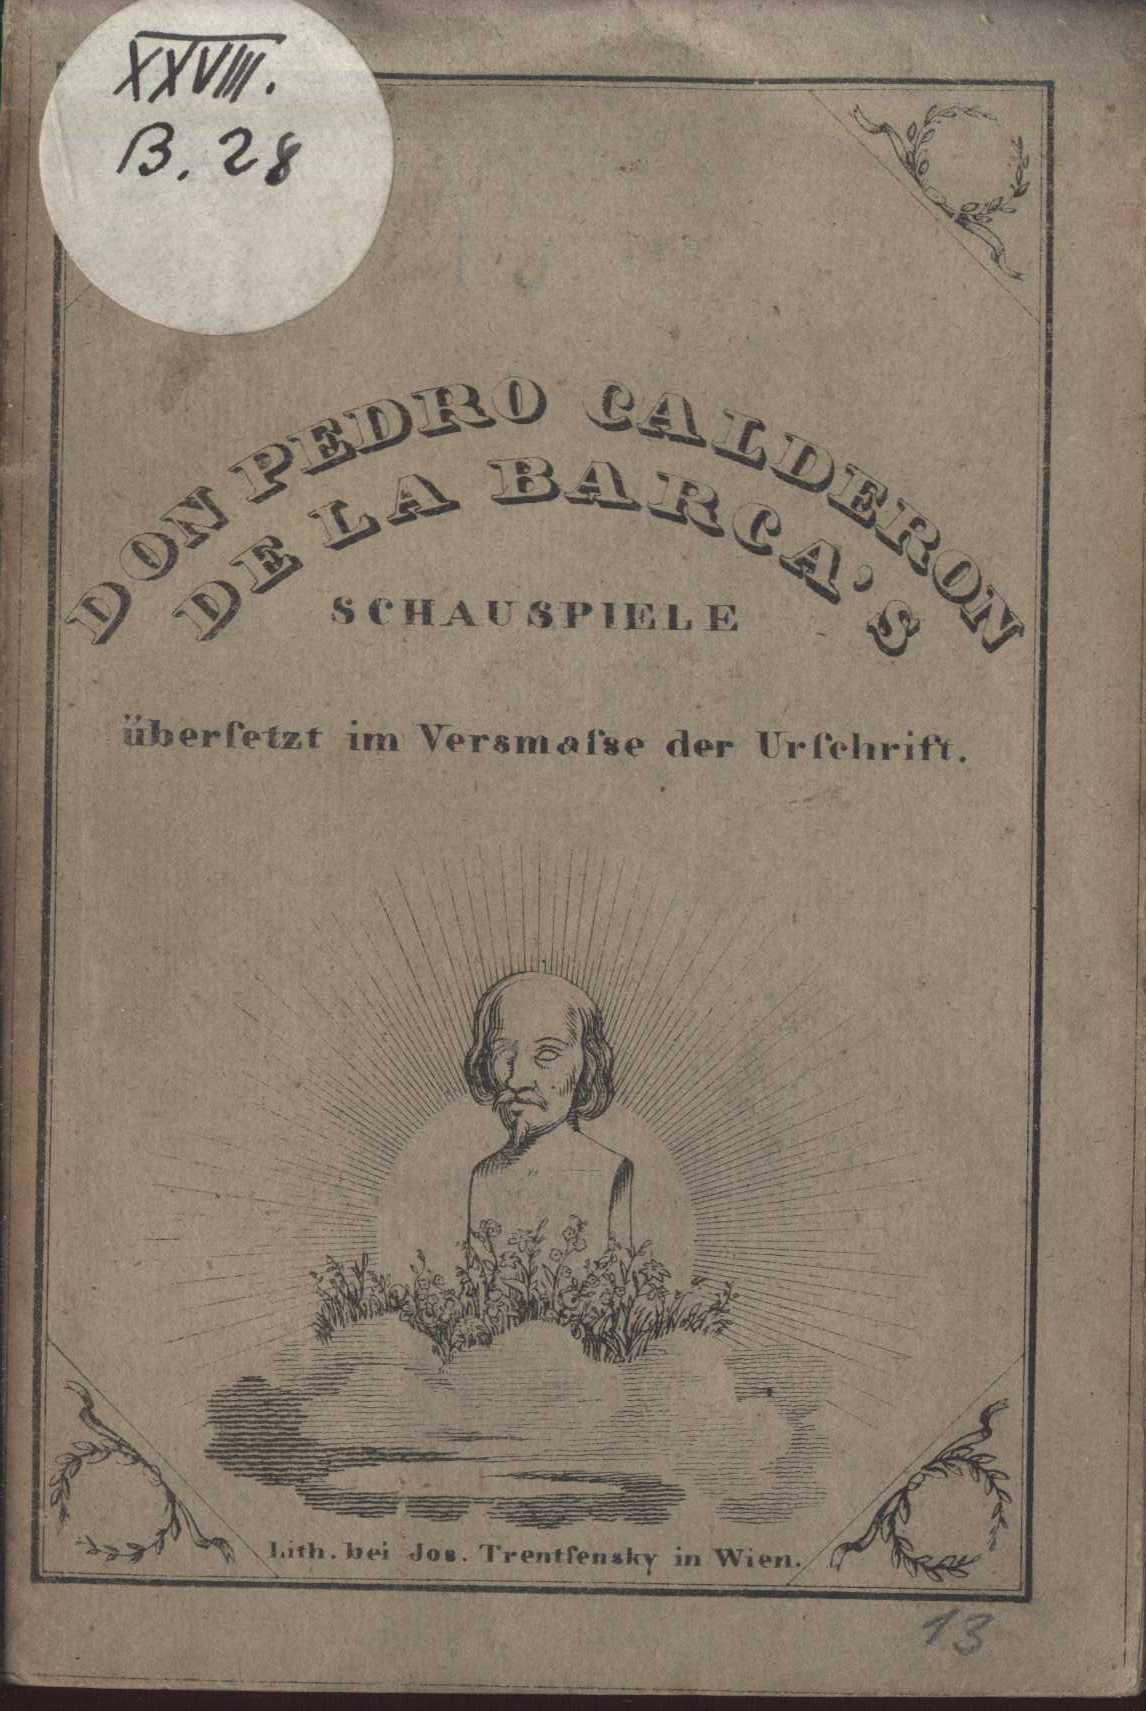 XXVIII.
B. 28
DON PEDRO CALDERON
DE LA BARCA'S
SCHAUSPIELE
überſetzt im Versmaſse der Urſchrift.
Lith. bei Jos. Trentſensky in Wien.
13